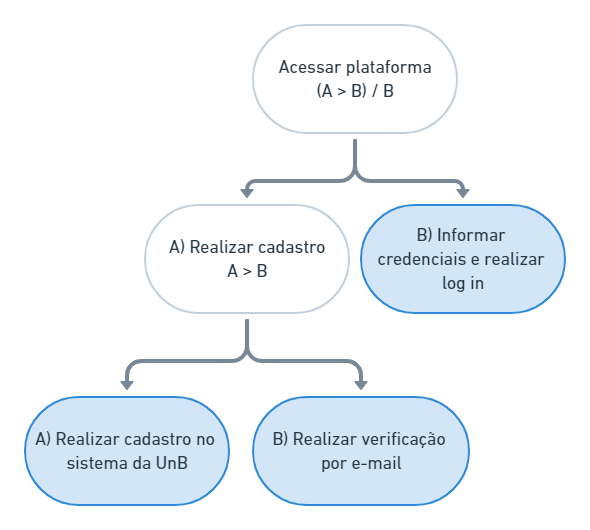 Acessar plataforma
(A > B) / B
A) Realizar cadastro
A > B
B) Informar
credenciais e realizar
log in
A) Realizar cadastro no
sistema da UnB
B) Realizar verificação
por e-mail